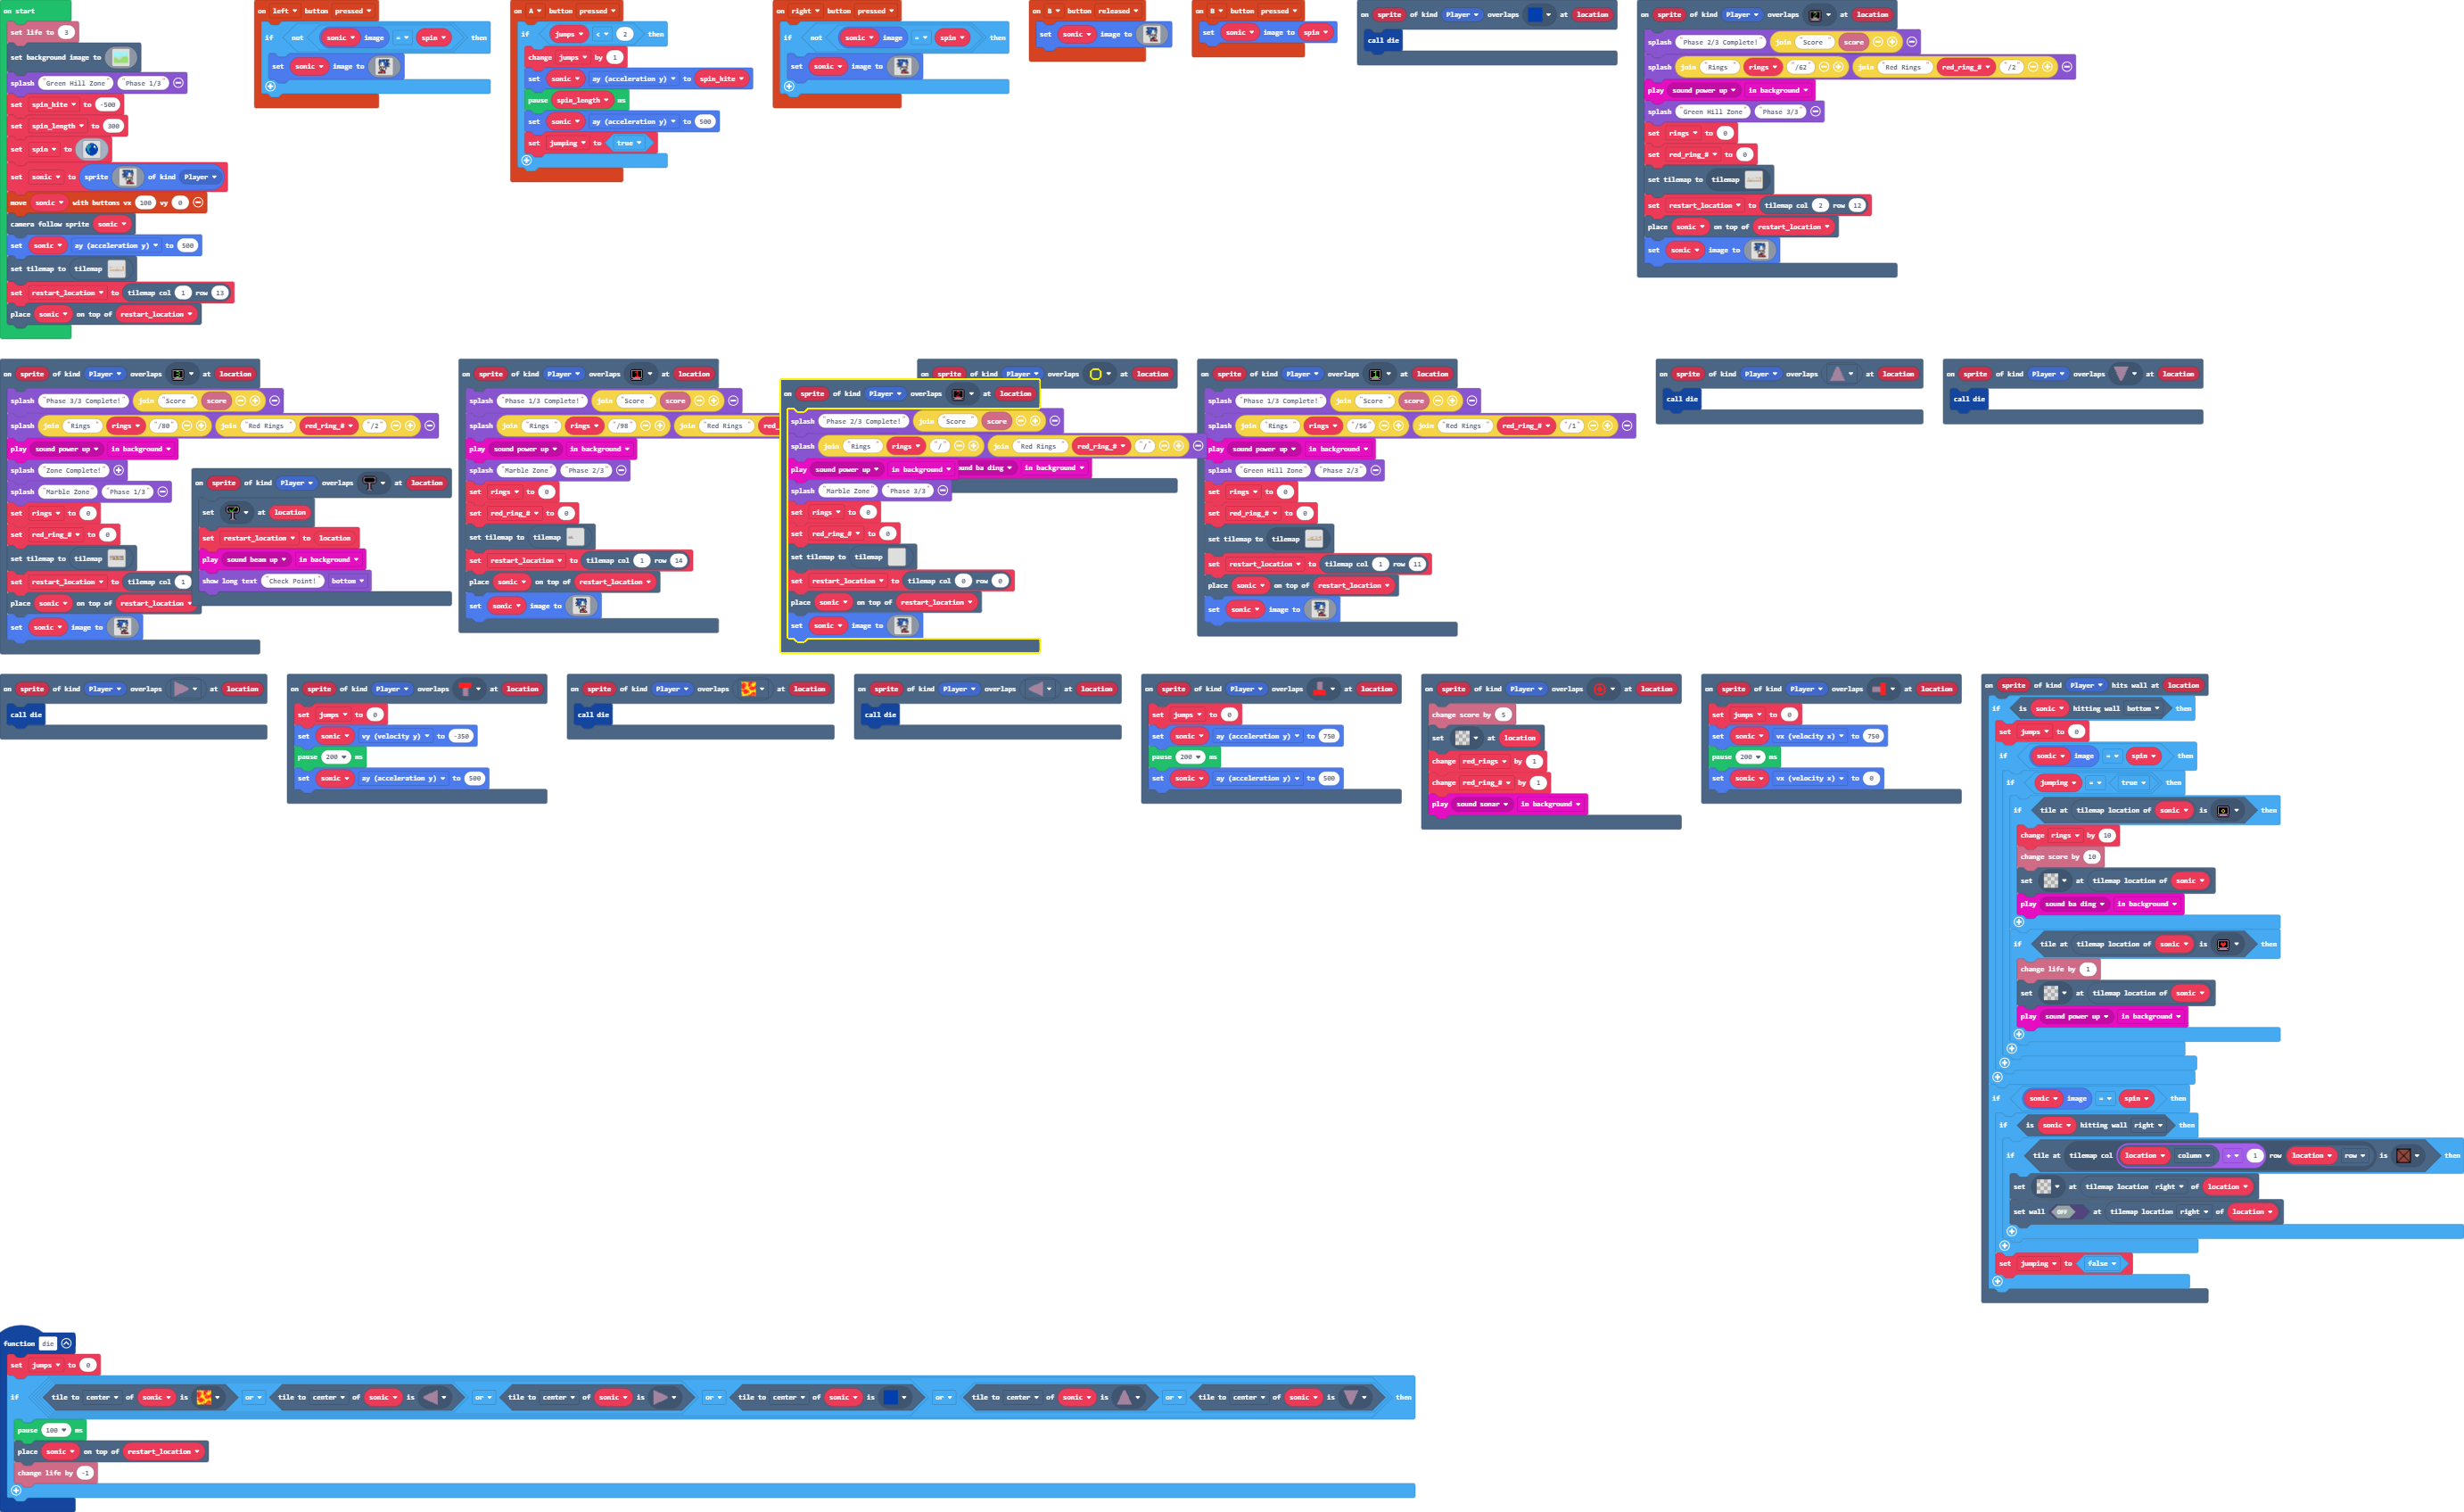 on start
set life to 3
set background image to
splash "Green Hill Zone" "Phase 1/3"
set spin_hite to -500
set spin_length to 300
set spin to
set sonic to sprite of kind Player
move sonic with buttons vx 100 vy 0
camera follow sprite sonic
set sonic ay (acceleration y) to 500
set tilemap to tilemap
set restart_location to tilemap col 1 row 13
place sonic on top of restart_location
on left button pressed
if not sonic image = spin then
set sonic image to
on A button pressed
if jumps < 2 then
change jumps by 1
set sonic ay (acceleration y) to spin_hite
pause spin_length ms
set sonic ay (acceleration y) to 500
set jumping to true
on right button pressed
if not sonic image = spin then
set sonic image to
on B button released
set sonic image to
on B button pressed
set sonic image to spin
on sprite of kind Player overlaps at location
call die
on sprite of kind Player overlaps at location
splash "Phase 2/3 Complete!" join "Score " score
splash join "Rings " rings "/62" join "Red Rings " red_ring_# "/2"
play sound power up in background
splash "Green Hill Zone" "Phase 3/3"
set rings to 0
set red_ring_# to 0
set tilemap to tilemap
set restart_location to tilemap col 2 row 12
place sonic on top of restart_location
set sonic image to
on sprite of kind Player overlaps at location
splash "Phase 3/3 Complete!" join "Score " score
splash join "Rings " rings "/80" join "Red Rings " red_ring_# "/2"
play sound power up in background
splash "Zone Complete!"
splash "Marble Zone" "Phase 1/3"
set rings to 0
set red_ring_# to 0
set tilemap to tilemap
set restart_location to tilemap col 1
place sonic on top of restart_location
set sonic image to
on sprite of kind Player overlaps at location
set at location
set restart_location to location
play sound beam up in background
show long text "Check Point!" bottom
on sprite of kind Player overlaps at location
splash "Phase 1/3 Complete!" join "Score " score
splash join "Rings " rings "/98" join "Red Rings " red_
play sound power up in background
splash "Marble Zone" "Phase 2/3"
set rings to 0
set red_ring_# to 0
set tilemap to tilemap
set restart_location to tilemap col 1 row 14
place sonic on top of restart_location
set sonic image to
on sprite of kind Player overlaps at location
und ba ding in background
on sprite of kind Player overlaps at location
splash "Phase 2/3 Complete!" join "Score " score
splash join "Rings " rings "/" join "Red Rings " red_ring_# "/"
play sound power up in background
splash "Marble Zone" "Phase 3/3"
set rings to 0
set red_ring_# to 0
set tilemap to tilemap
set restart_location to tilemap col 0 row 0
place sonic on top of restart_location
set sonic image to
on sprite of kind Player overlaps at location
splash "Phase 1/3 Complete!" join "Score " score
splash join "Rings " rings "/56" join "Red Rings " red_ring_# "/1"
play sound power up in background
splash "Green Hill Zone" "Phase 2/3"
set rings to 0
set red_ring_# to 0
set tilemap to tilemap
set restart_location to tilemap col 1 row 11
place sonic on top of restart_location
set sonic image to
on sprite of kind Player overlaps at location
call die
on sprite of kind Player overlaps at location
call die
on sprite of kind Player overlaps at location
call die
on sprite of kind Player overlaps at location
set jumps to 0
set sonic vy (velocity y) to -350
pause 200 ms
set sonic ay (acceleration y) to 500
on sprite of kind Player overlaps at location
call die
on sprite of kind Player overlaps at location
call die
on sprite of kind Player overlaps at location
set jumps to 0
set sonic ay (acceleration y) to 750
pause 200 ms
set sonic ay (acceleration y) to 500
on sprite of kind Player overlaps at location
change score by 5
set at location
change red_rings by 1
change red_ring_# by 1
play sound sonar in background
on sprite of kind Player overlaps at location
set jumps to 0
set sonic vx (velocity x) to 750
pause 200 ms
set sonic vx (velocity x) to 0
on sprite of kind Player hits wall at location
if is sonic hitting wall bottom then
set jumps to 0
if sonic image = spin then
if jumping = true then
if tile at tilemap location of sonic is then
change rings by 10
change score by 10
set at tilemap location of sonic
play sound ba ding in background
if tile at tilemap location of sonic is then
change life by 1
set at tilemap location of sonic
play sound power up in background
if sonic image = spin then
if is sonic hitting wall right then
if tile at tilemap col location column + 1 row location row is then
set at tilemap location right of location
set wall OFF at tilemap location right of location
set jumping to false
function die
set jumps to 0
if tile to center of sonic is or tile to center of sonic is or tile to center of sonic is or tile to center of sonic is or tile to center of sonic is or tile to center of sonic is then
pause 100 ms
place sonic on top of restart_location
change life by -1